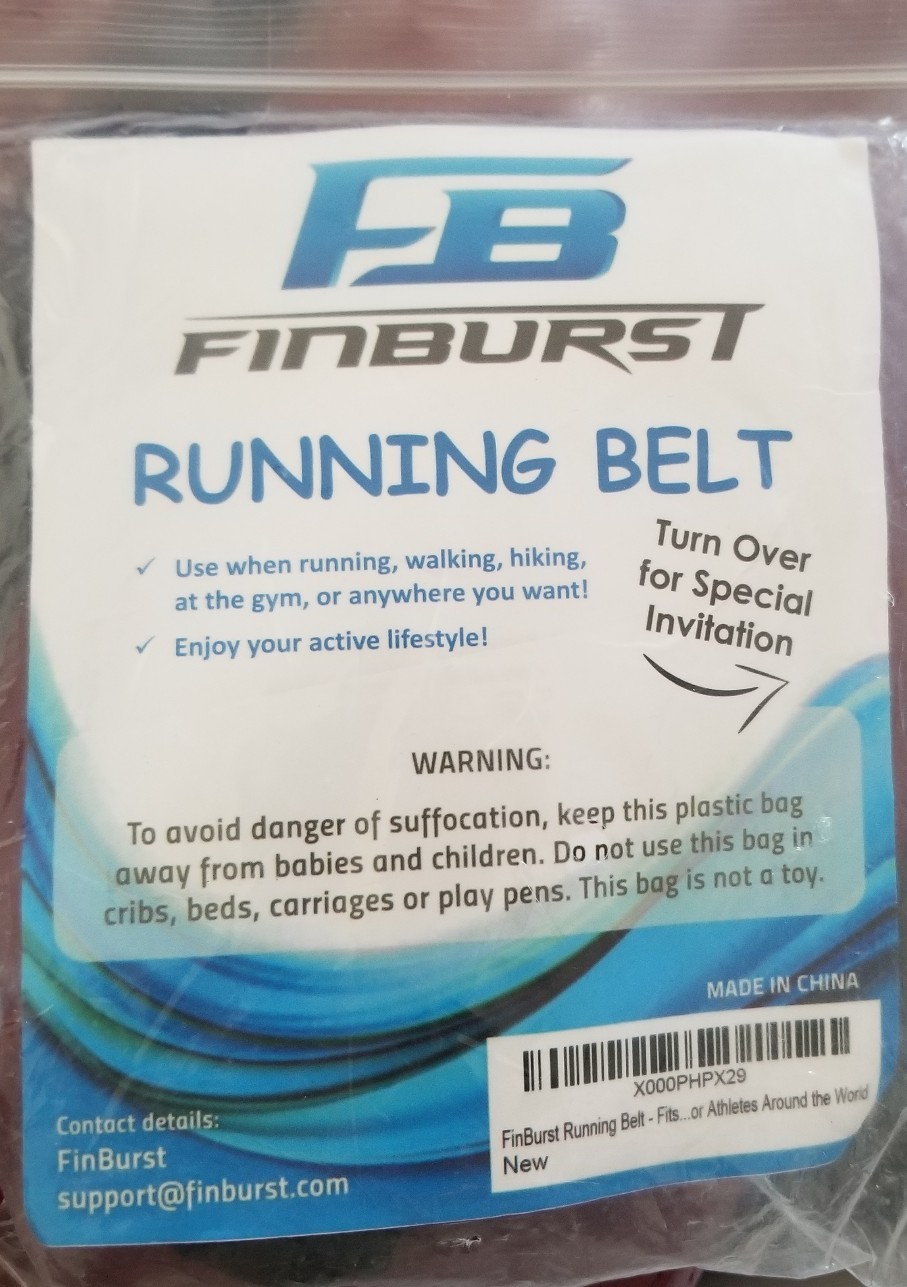 FB
FINBURST
RUNNING BELT
✓ Use when running, walking, hiking,
at the gym, or anywhere you want!
✓ Enjoy your active lifestyle!
Turn Over
for Special
Invitation
WARNING:
To avoid danger of suffocation, keep this plastic bag
away from babies and children. Do not use this bag in
cribs, beds, carriages or play pens. This bag is not a toy.
MADE IN CHINA
X000PHPX29
FinBurst Running Belt - Fits...or Athletes Around the World
New
Contact details:
FinBurst
support@finburst.com